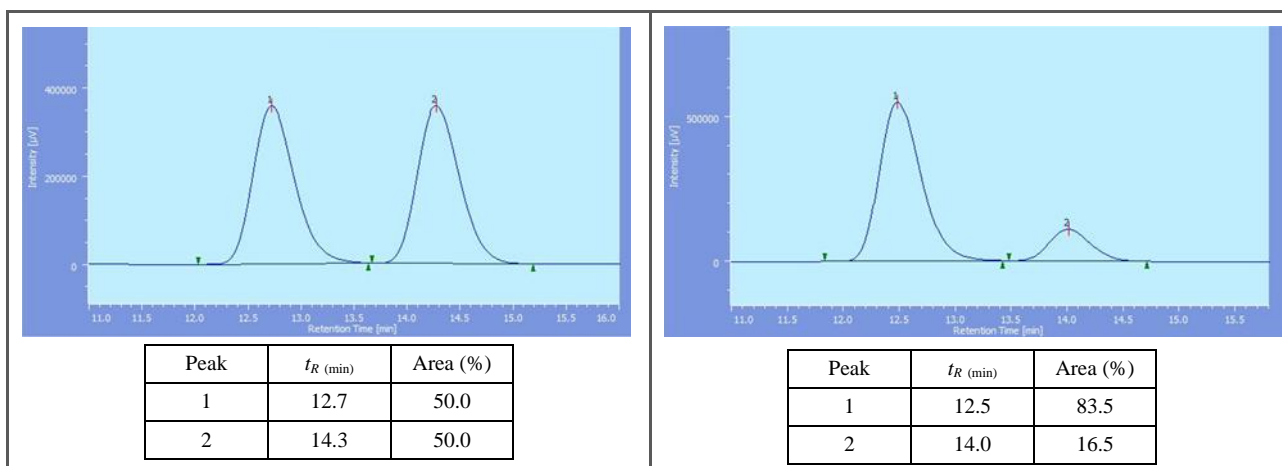 400000
200000
0
Intensity [µV]
1
2
11.0 11.5 12.0 12.5 13.0 13.5 14.0 14.5 15.0 15.5 16.0
Retention Time [min]
Peak tR (min) Area (%)
1 12.7 50.0
2 14.3 50.0
500000
0
Intensity [µV]
1
2
11.0 11.5 12.0 12.5 13.0 13.5 14.0 14.5 15.0 15.5
Retention Time [min]
Peak tR (min) Area (%)
1 12.5 83.5
2 14.0 16.5